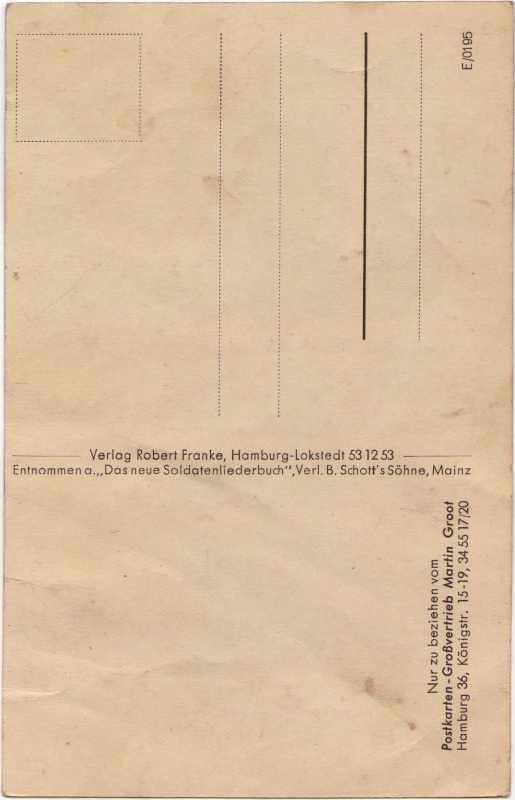 E/0195
Verlag Robert Franke, Hamburg-Lokstedt 53 12 53
Entnommen a.,,Das neue Soldatenliederbuch", Verl. B. Schott's Söhne, Mainz
Nur zu beziehen vom
Postkarten-Großvertrieb Martin Groot
Hamburg 36, Königstr. 15-19, 34 55 17/20